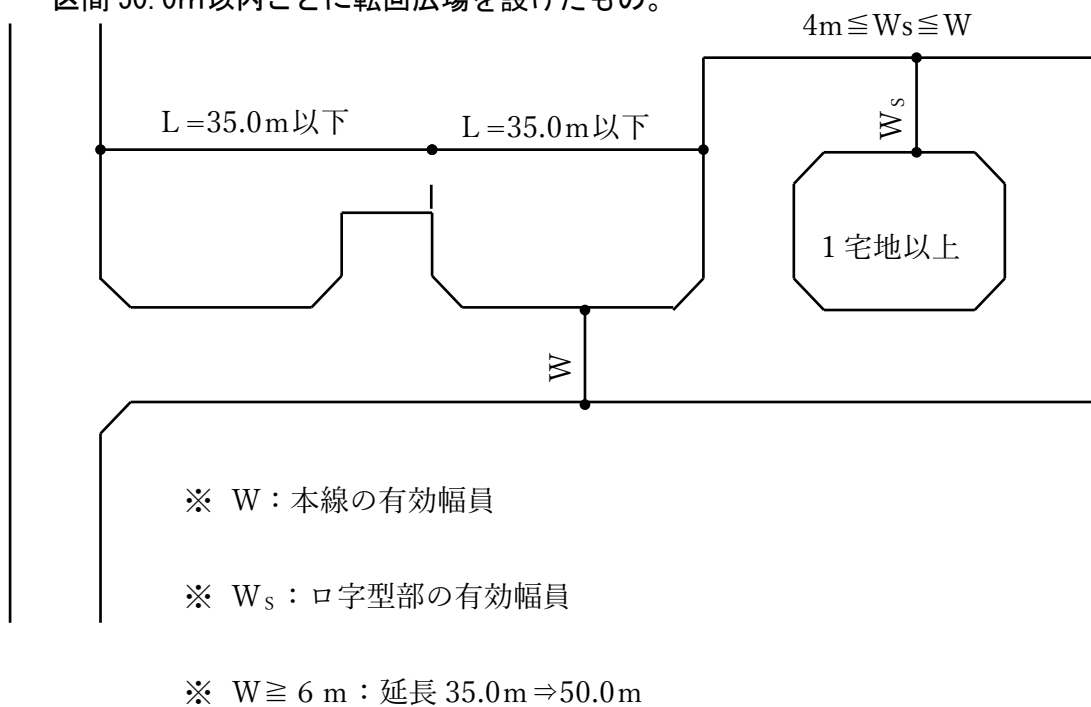 区間 50.0m以内ごとに転回広場を設けたもの。
4m≦Ws≦W
L=35.0m以下
L=35.0m以下
Ws
1宅地以上
W
※ W：本線の有効幅員
※ Ws：ロ字型部の有効幅員
※ W≧6m：延長 35.0m⇒50.0m